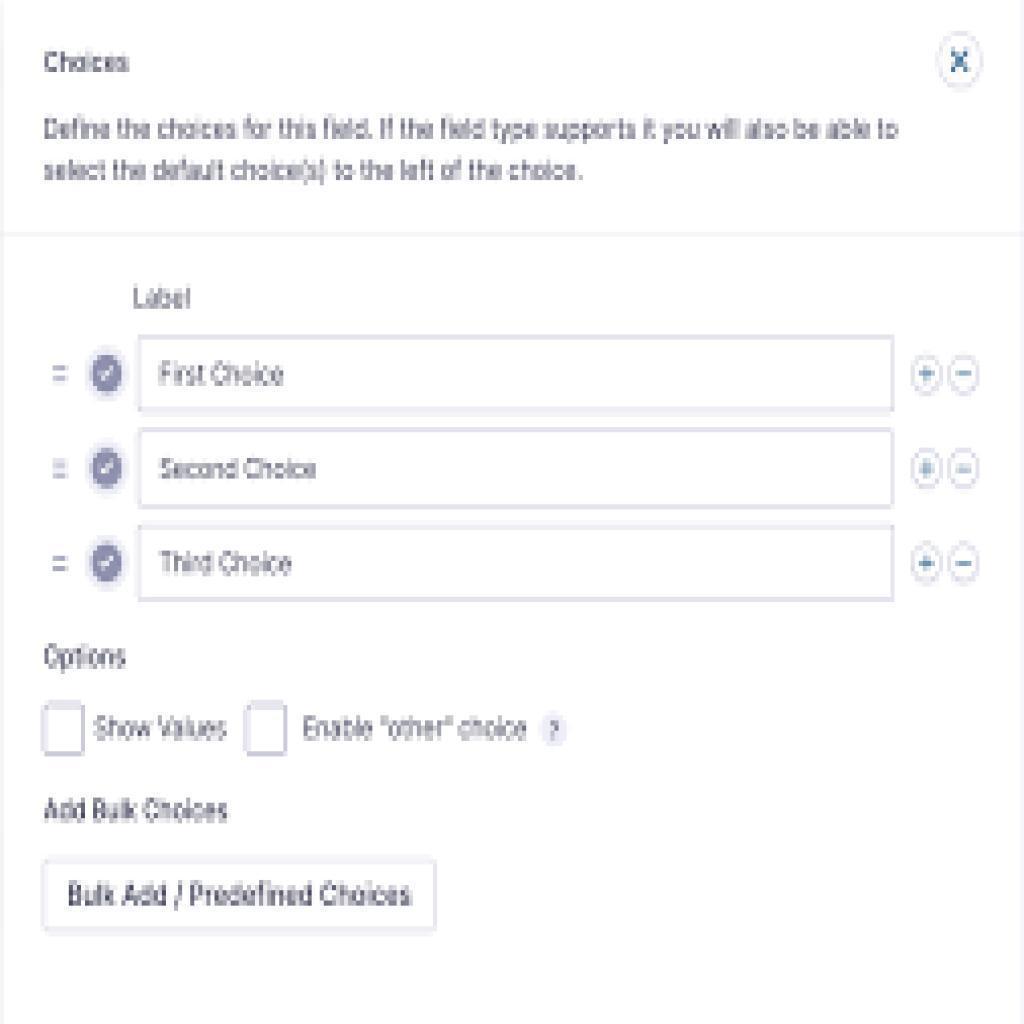 Choices
Define the choices for this field. If the field type supports it you will also be able to
select the default choice(s) to the left of the choice.
Label
First Choice
Second Choice
Third Choice
Options
Show Values Enable "other" choice ?
Add Bulk Choices
Bulk Add / Predefined Choices